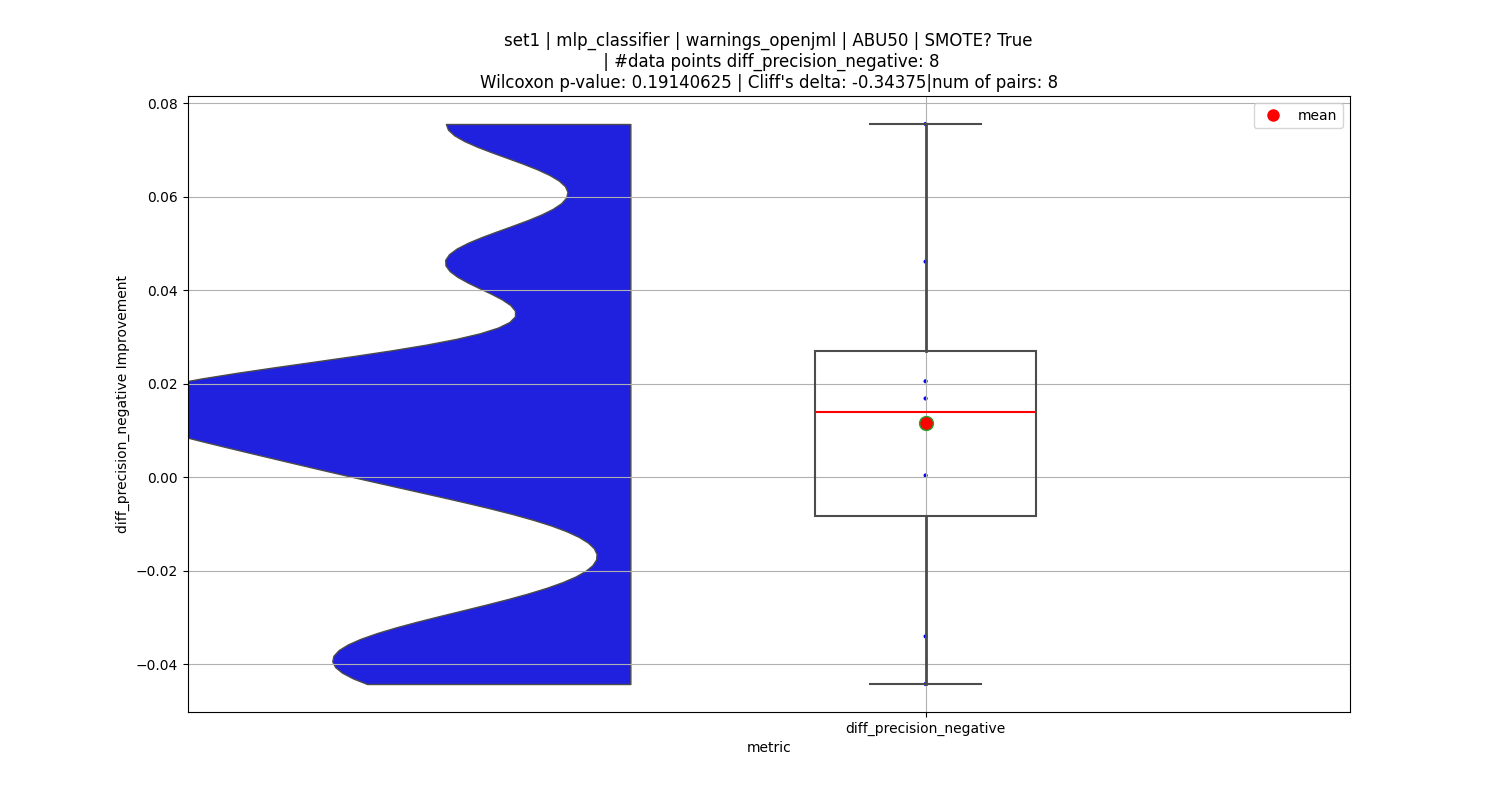 set1 | mlp_classifier | warnings_openjml | ABU50 | SMOTE? True
| #data points diff_precision_negative: 8
Wilcoxon p-value: 0.19140625 | Cliff's delta: -0.34375|num of pairs: 8
mean
0.08
0.06
0.04
0.02
0.00
−0.02
−0.04
diff_precision_negative Improvement
diff_precision_negative
metric